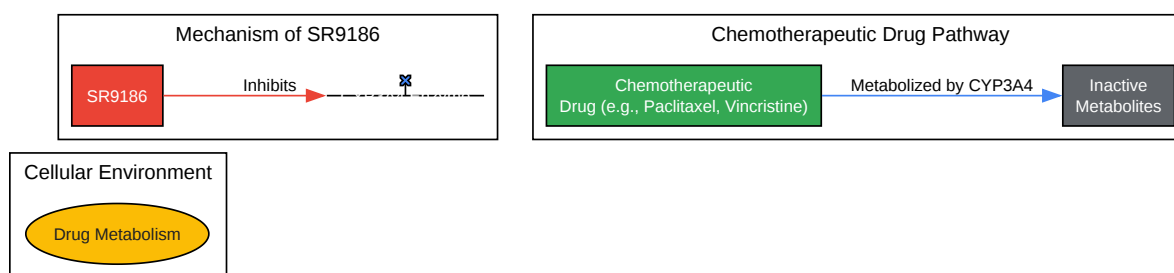 Mechanism of SR9186
SR9186
Inhibits
Chemotherapeutic Drug Pathway
Chemotherapeutic
Drug (e.g., Paclitaxel, Vincristine)
Metabolized by CYP3A4
Inactive
Metabolites
Cellular Environment
Drug Metabolism